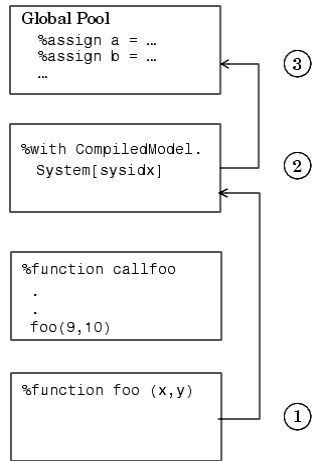 Global Pool
%assign a = …
%assign b = …
…
3
%with CompiledModel.
System[sysidx]
2
%function callfoo
.
.
foo(9,10)
%function foo (x,y)
1